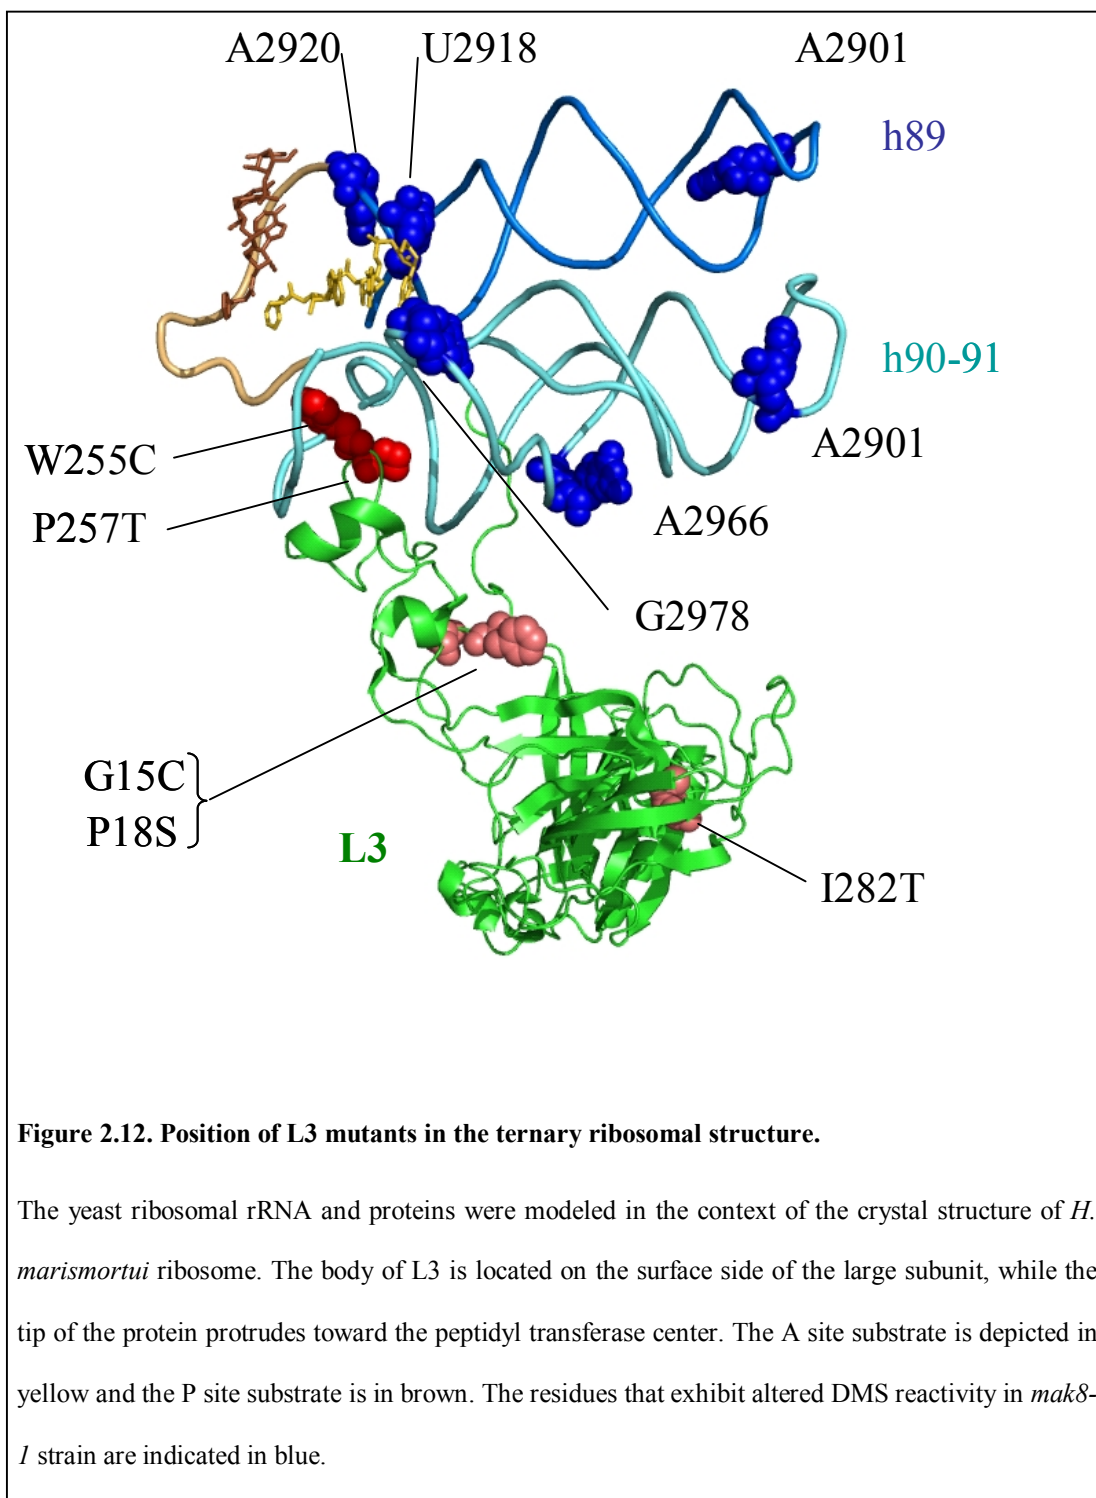 A2920 U2918 A2901
h89
h90-91
A2901
W255C
P257T
A2966
G2978
G15C
P18S
L3
I282T
Figure 2.12. Position of L3 mutants in the ternary ribosomal structure.
The yeast ribosomal rRNA and proteins were modeled in the context of the crystal structure of H.
marismortui ribosome. The body of L3 is located on the surface side of the large subunit, while the
tip of the protein protrudes toward the peptidyl transferase center. The A site substrate is depicted in
yellow and the P site substrate is in brown. The residues that exhibit altered DMS reactivity in mak8-
1 strain are indicated in blue.